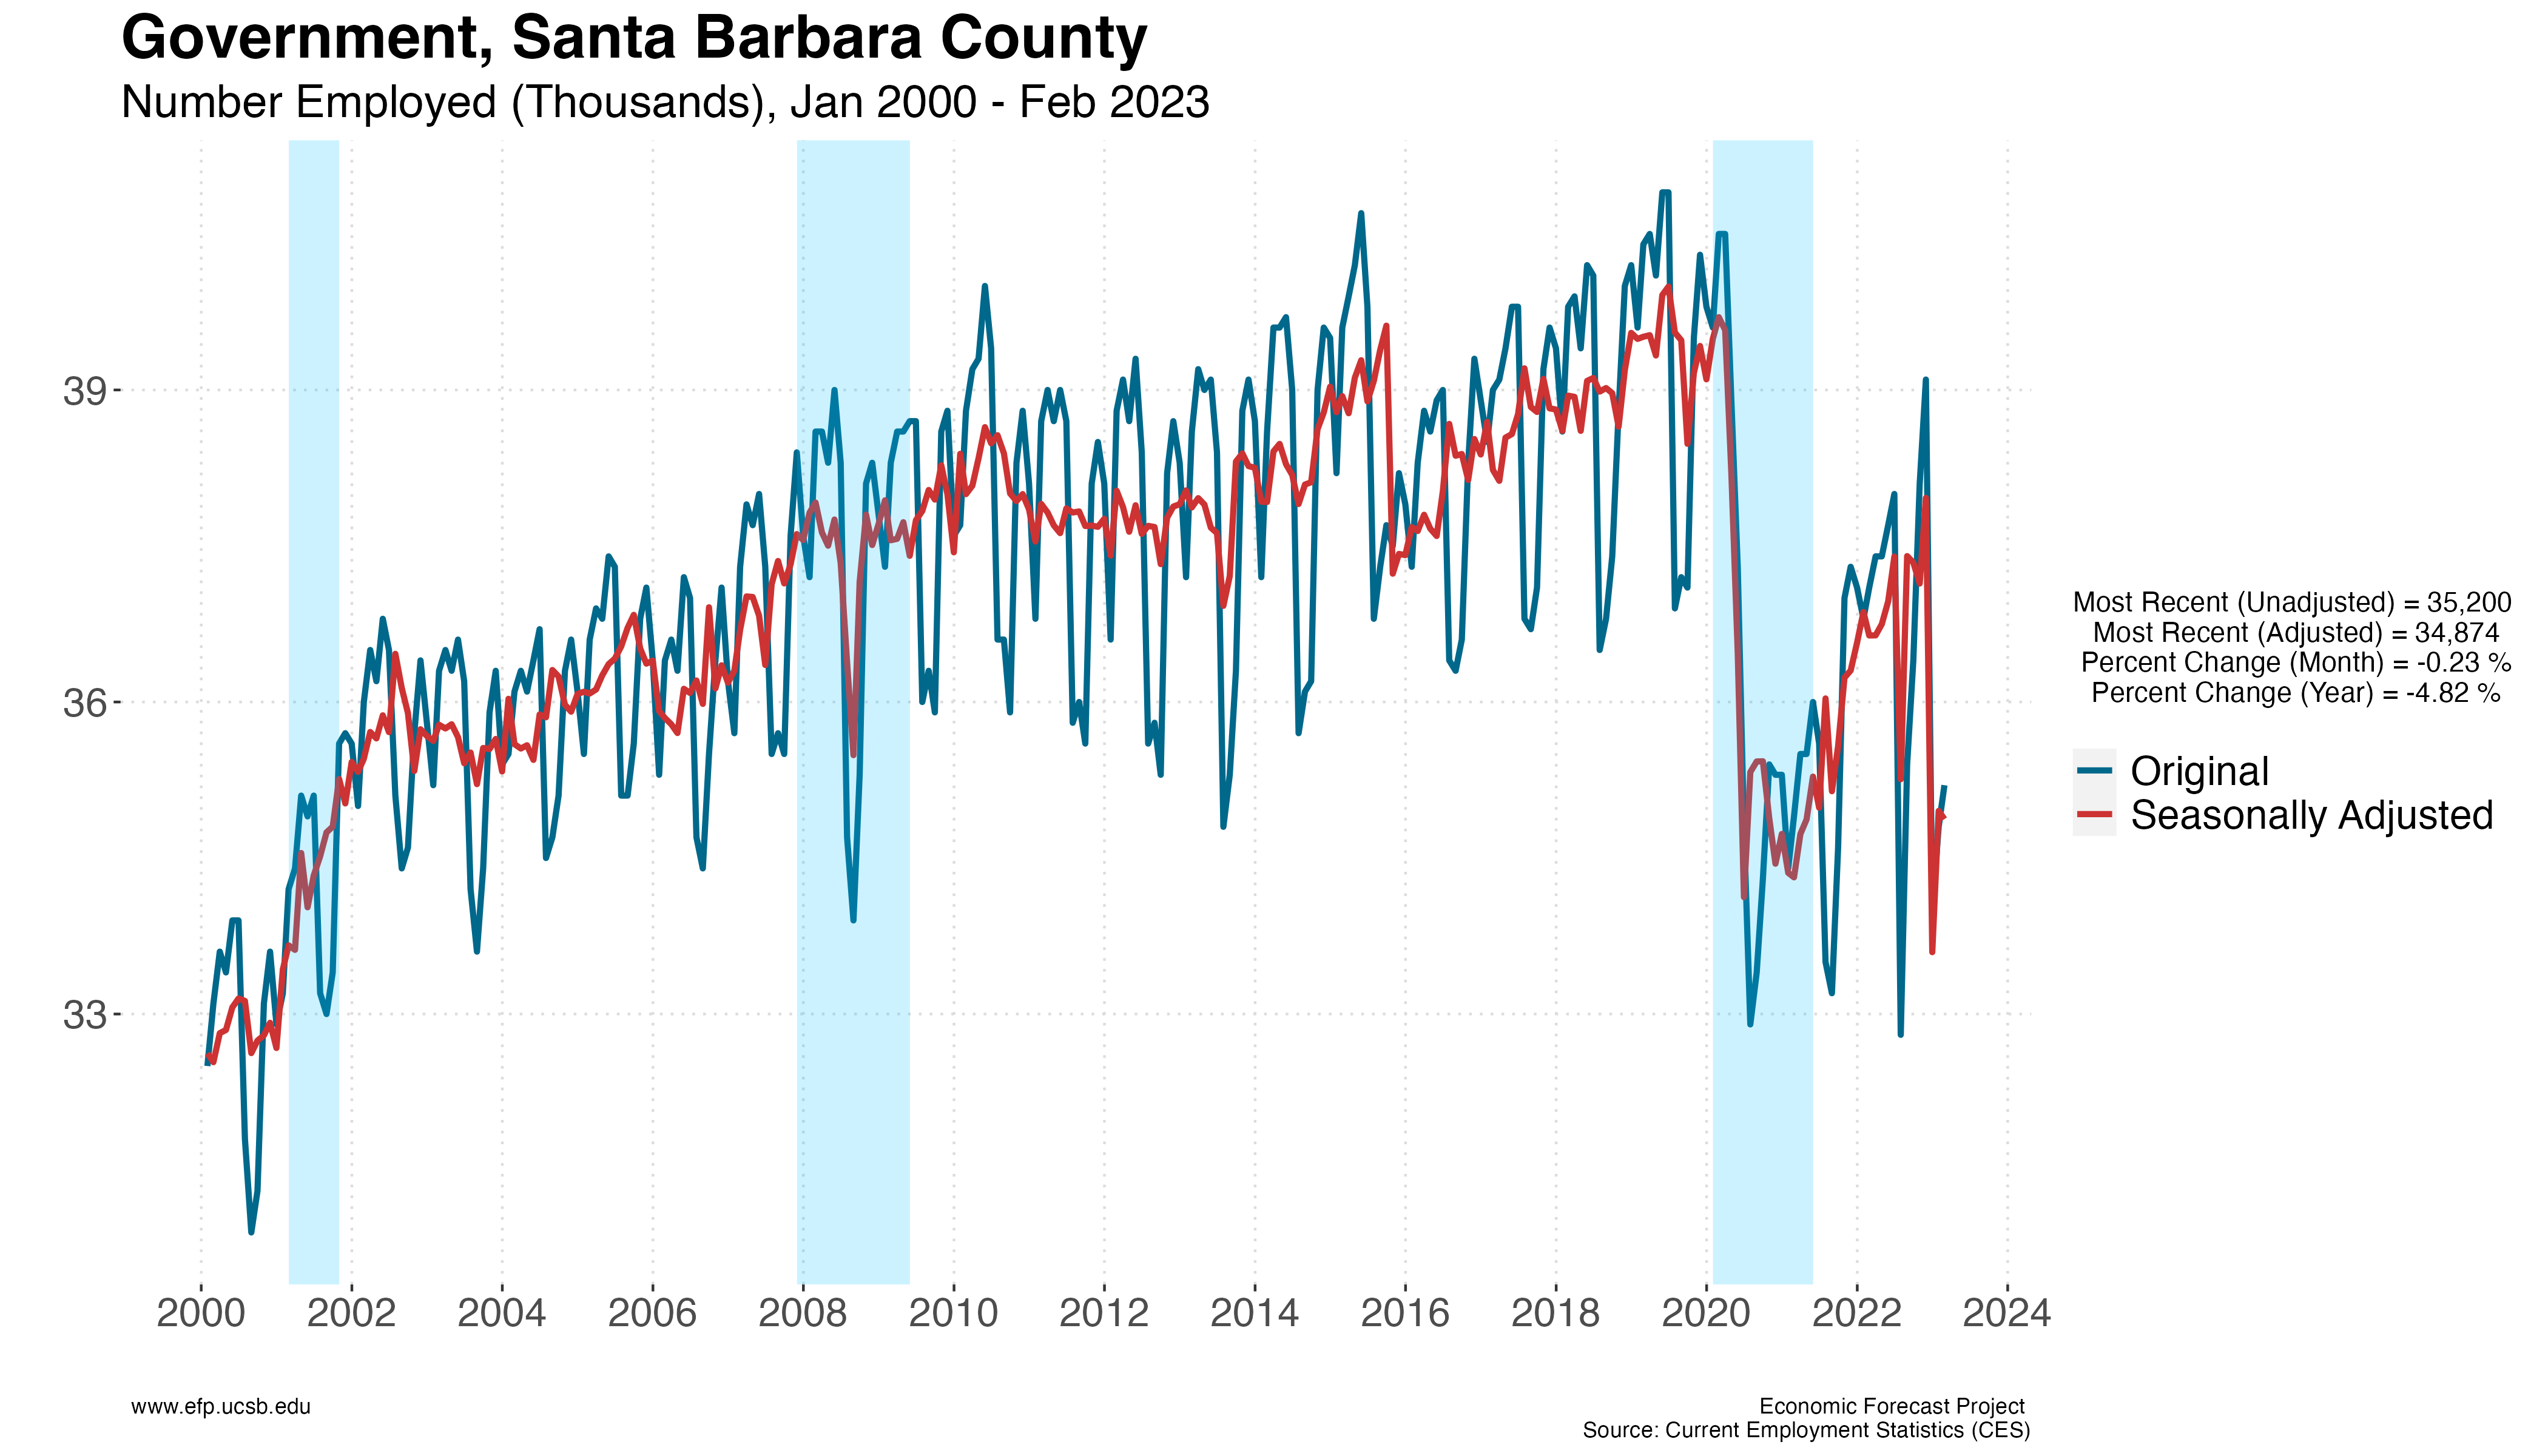 Government, Santa Barbara County
Number Employed (Thousands), Jan 2000 - Feb 2023
39
36
33
2000 2002 2004 2006 2008 2010 2012 2014 2016 2018 2020 2022 2024
Most Recent (Unadjusted) = 35,200
Most Recent (Adjusted) = 34,874
Percent Change (Month) = -0.23 %
Percent Change (Year) = -4.82 %
Original
Seasonally Adjusted
www.efp.ucsb.edu
Economic Forecast Project
Source: Current Employment Statistics (CES)